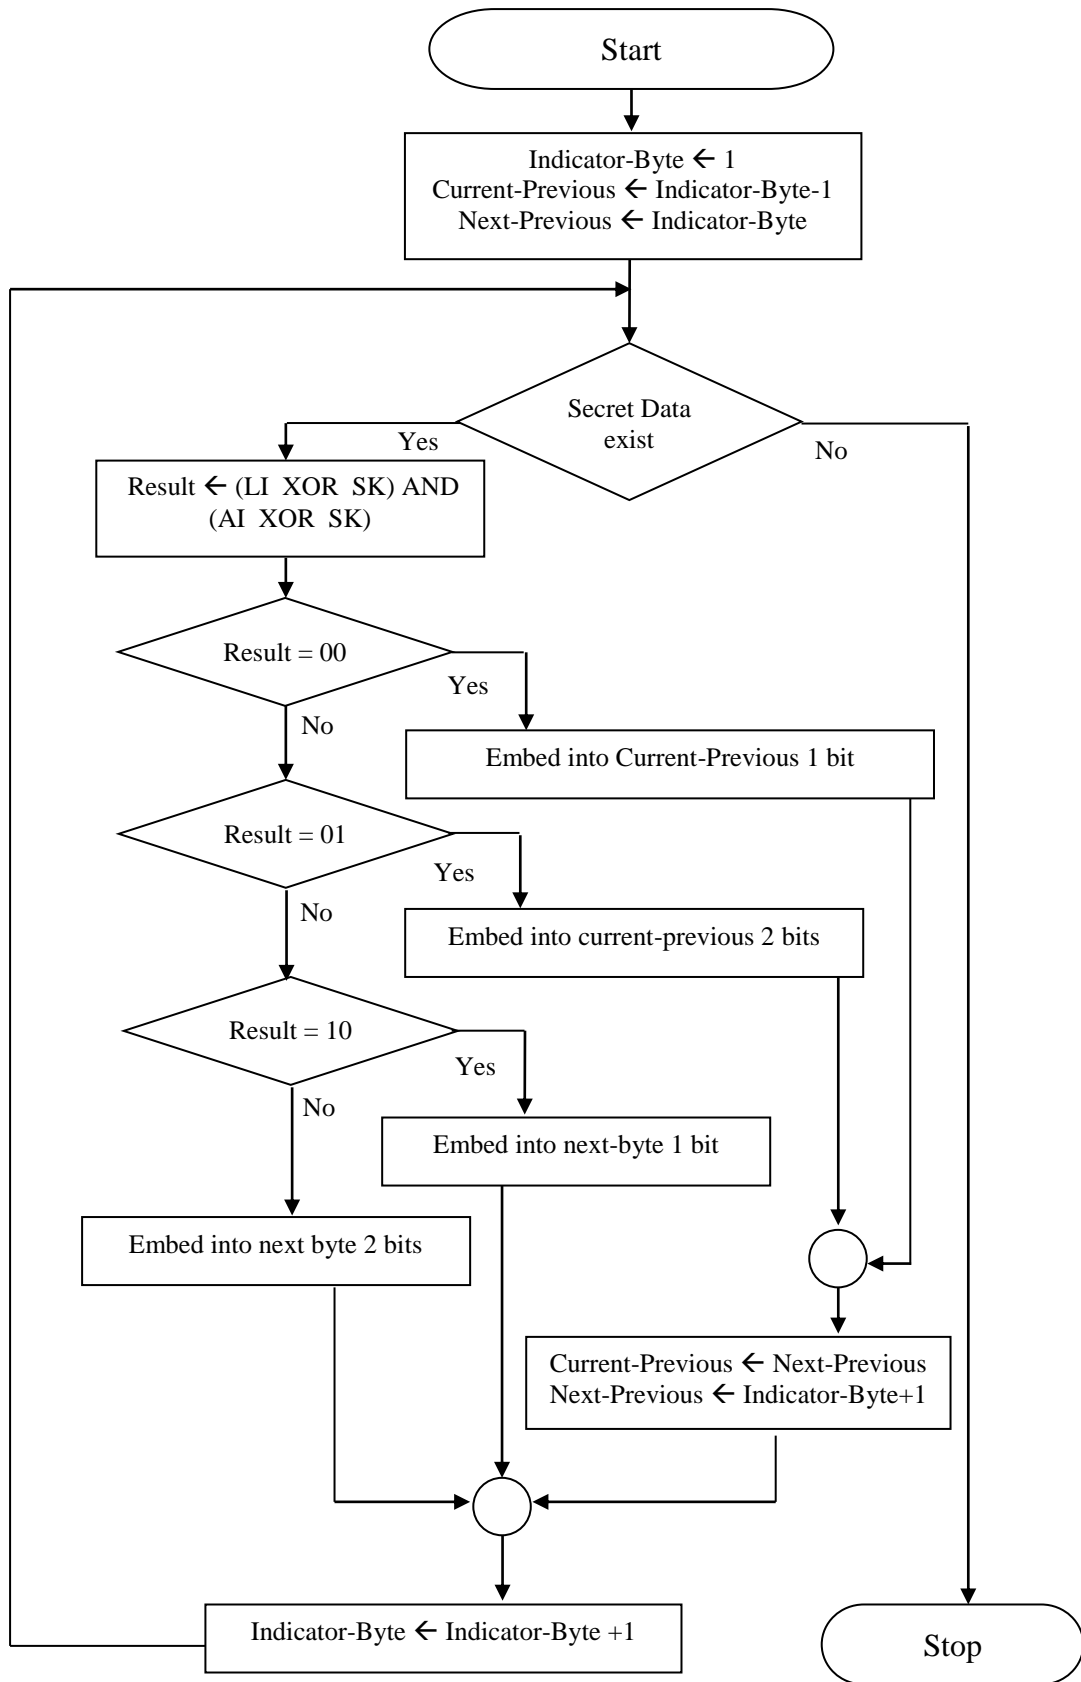 Start
Indicator-Byte ← 1
Current-Previous ← Indicator-Byte-1
Next-Previous ← Indicator-Byte
Secret Data
exist
Yes
No
Result ← (LI XOR SK) AND
(AI XOR SK)
Result = 00
Yes
No
Embed into Current-Previous 1 bit
Result = 01
Yes
No
Embed into current-previous 2 bits
Result = 10
Yes
No
Embed into next-byte 1 bit
Embed into next byte 2 bits
Current-Previous ← Next-Previous
Next-Previous ← Indicator-Byte+1
Indicator-Byte ← Indicator-Byte +1
Stop